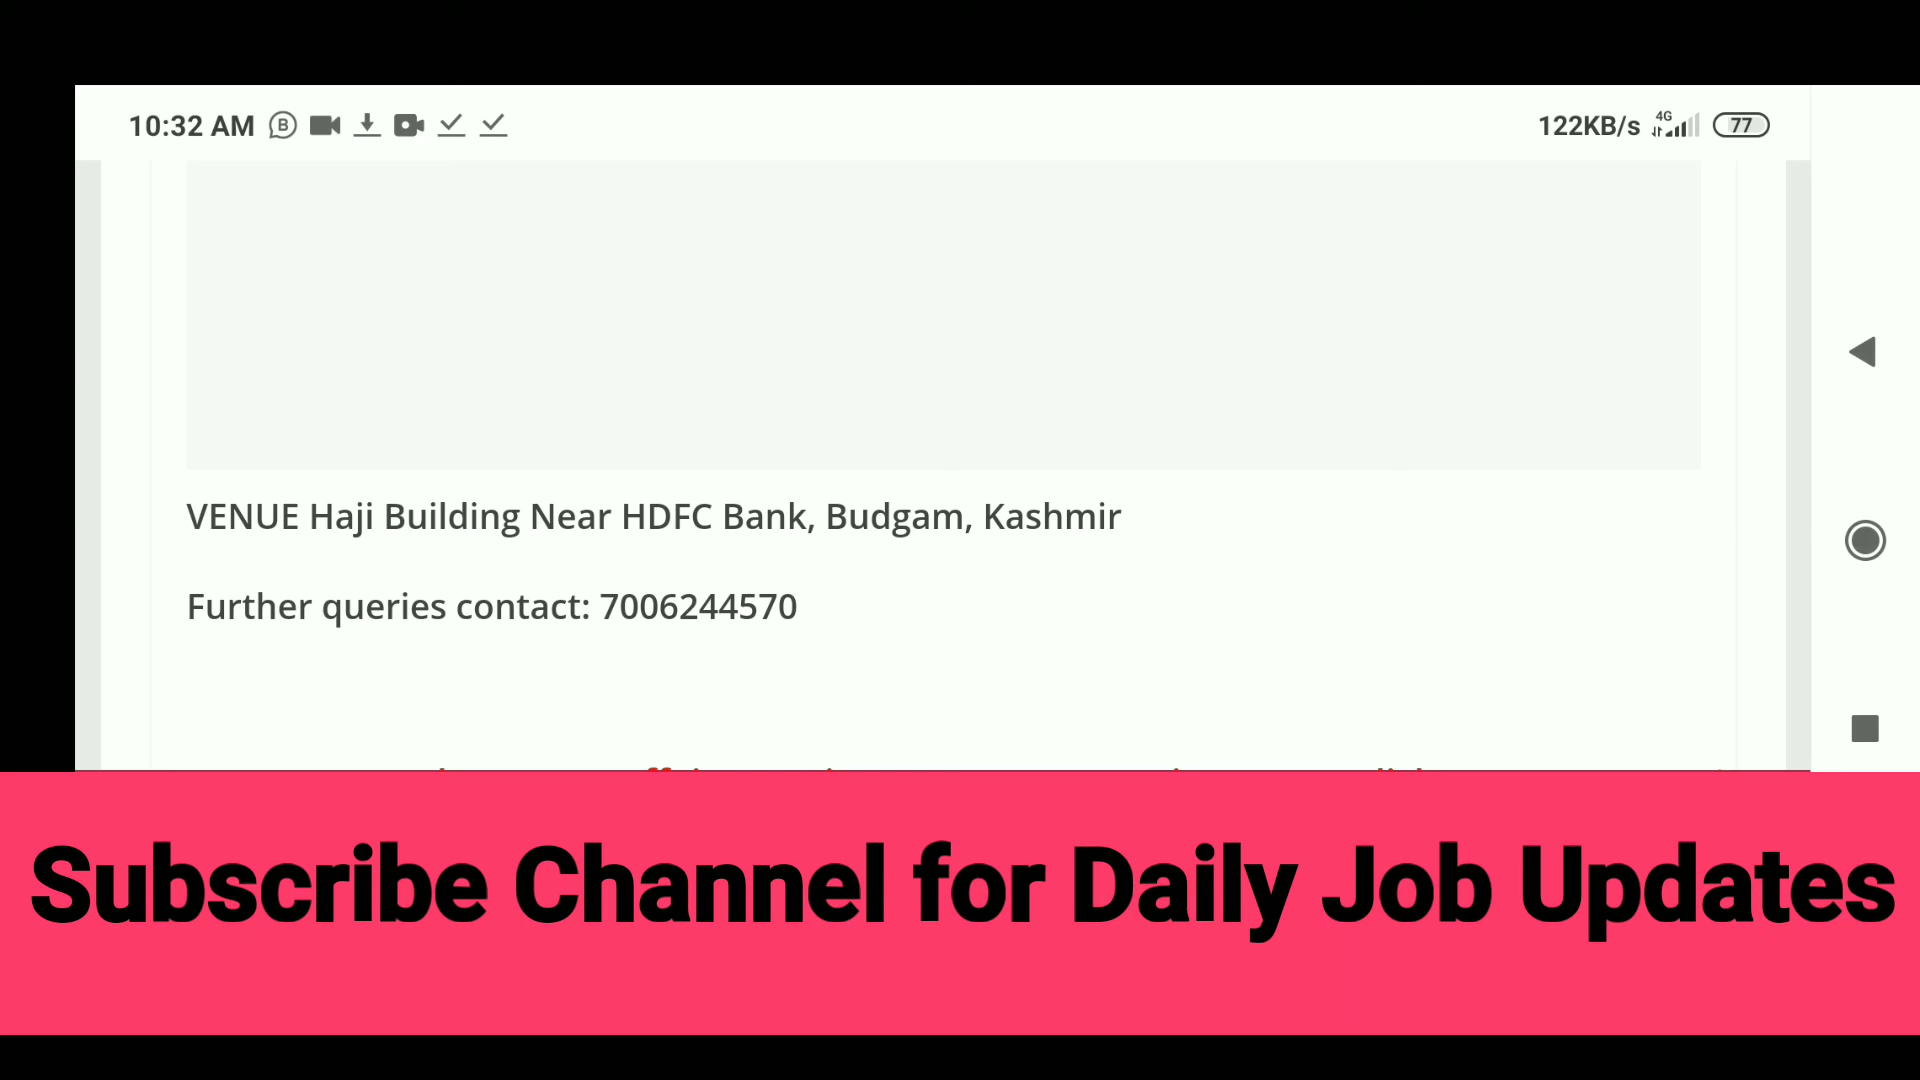 10:32 AM
122KB/s 4G 77
VENUE Haji Building Near HDFC Bank, Budgam, Kashmir
Further queries contact: 7006244570
Subscribe Channel for Daily Job Updates